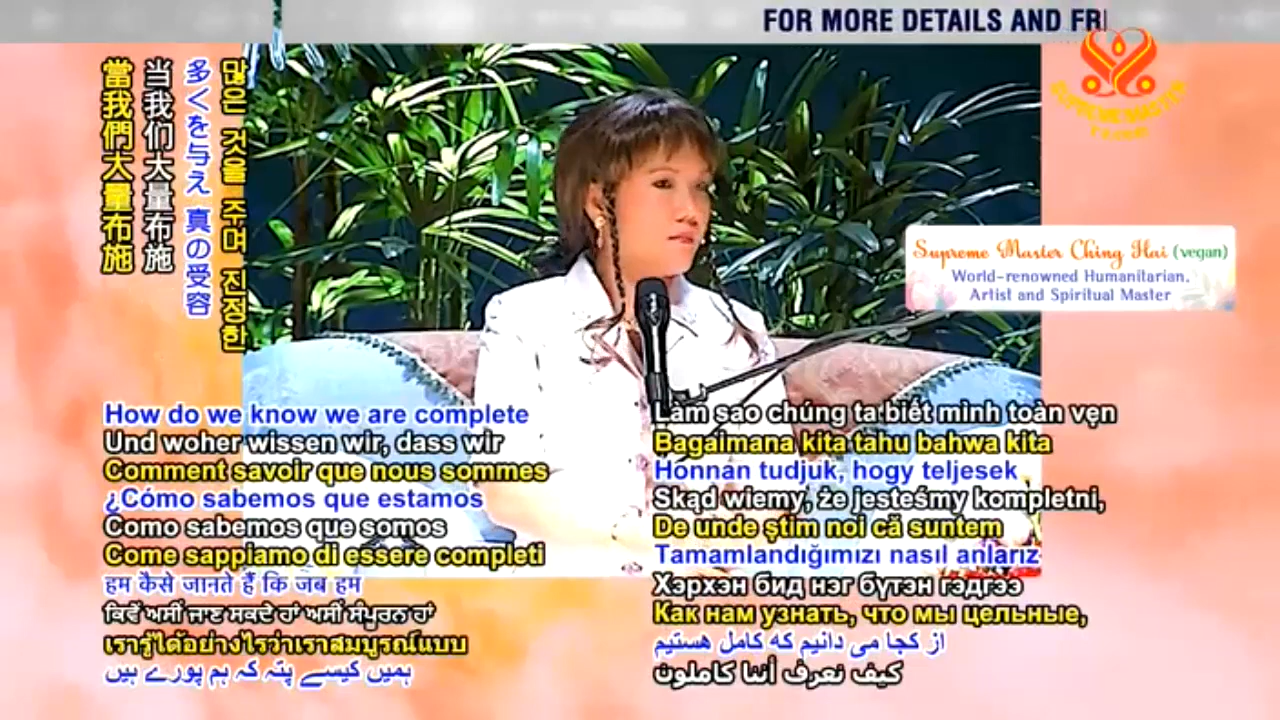 FOR MORE DETAILS AND FR
SUPREME MASTER
TELEVISION
當我們大量布施
当我们大量布施
多くを与え 真の受容
많은 것을 주며 진정한
Supreme Master Ching Hai (vegan)
World-renowned Humanitarian,
Artist and Spiritual Master
How do we know we are complete
Und woher wissen wir, dass wir
Comment savoir que nous sommes
¿Cómo sabemos que estamos
Como sabemos que somos
Come sappiamo di essere completi
हम कैसे जानते हैं कि जब हम
ਕਿਵੇਂ ਅਸੀਂ ਜਾਣ ਸਕਦੇ ਹਾਂ ਅਸੀਂ ਸੰਪੂਰਨ ਹਾਂ
เรารู้ได้อย่างไรว่าเราสมบูรณ์แบบ
ہمیں کیسے پتہ کہ ہم پورے ہیں
Làm sao chúng ta biết mình toàn vẹn
Bagaimana kita tahu bahwa kita
Honnan tudjuk, hogy teljesek
Skąd wiemy, że jesteśmy kompletni,
De unde știm noi că suntem
Tamamlandığımızı nasıl anlarız
Хэрхэн бид нэг бүтэн гэдгээ
Как нам узнать, что мы цельные,
از کجا می دانیم که کامل هستیم
كيف نعرف أننا كاملون